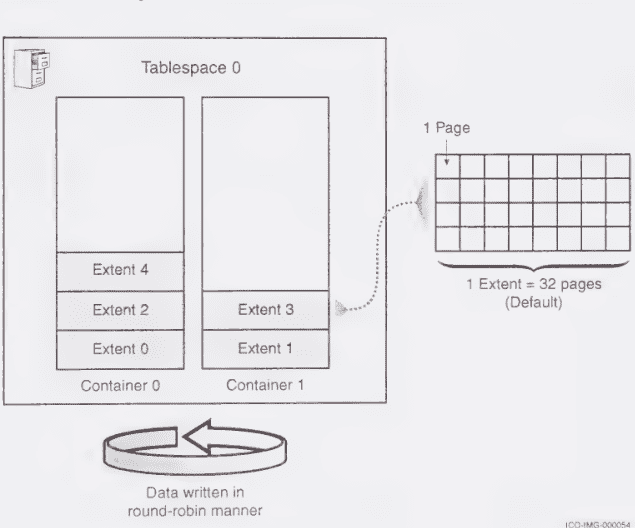 Tablespace 0
1 Page
Extent 4
Extent 2
Extent 3
Extent 0
Extent 1
1 Extent = 32 pages
(Default)
Container 0
Container 1
Data written in
round-robin manner
ICO-IMG-000054